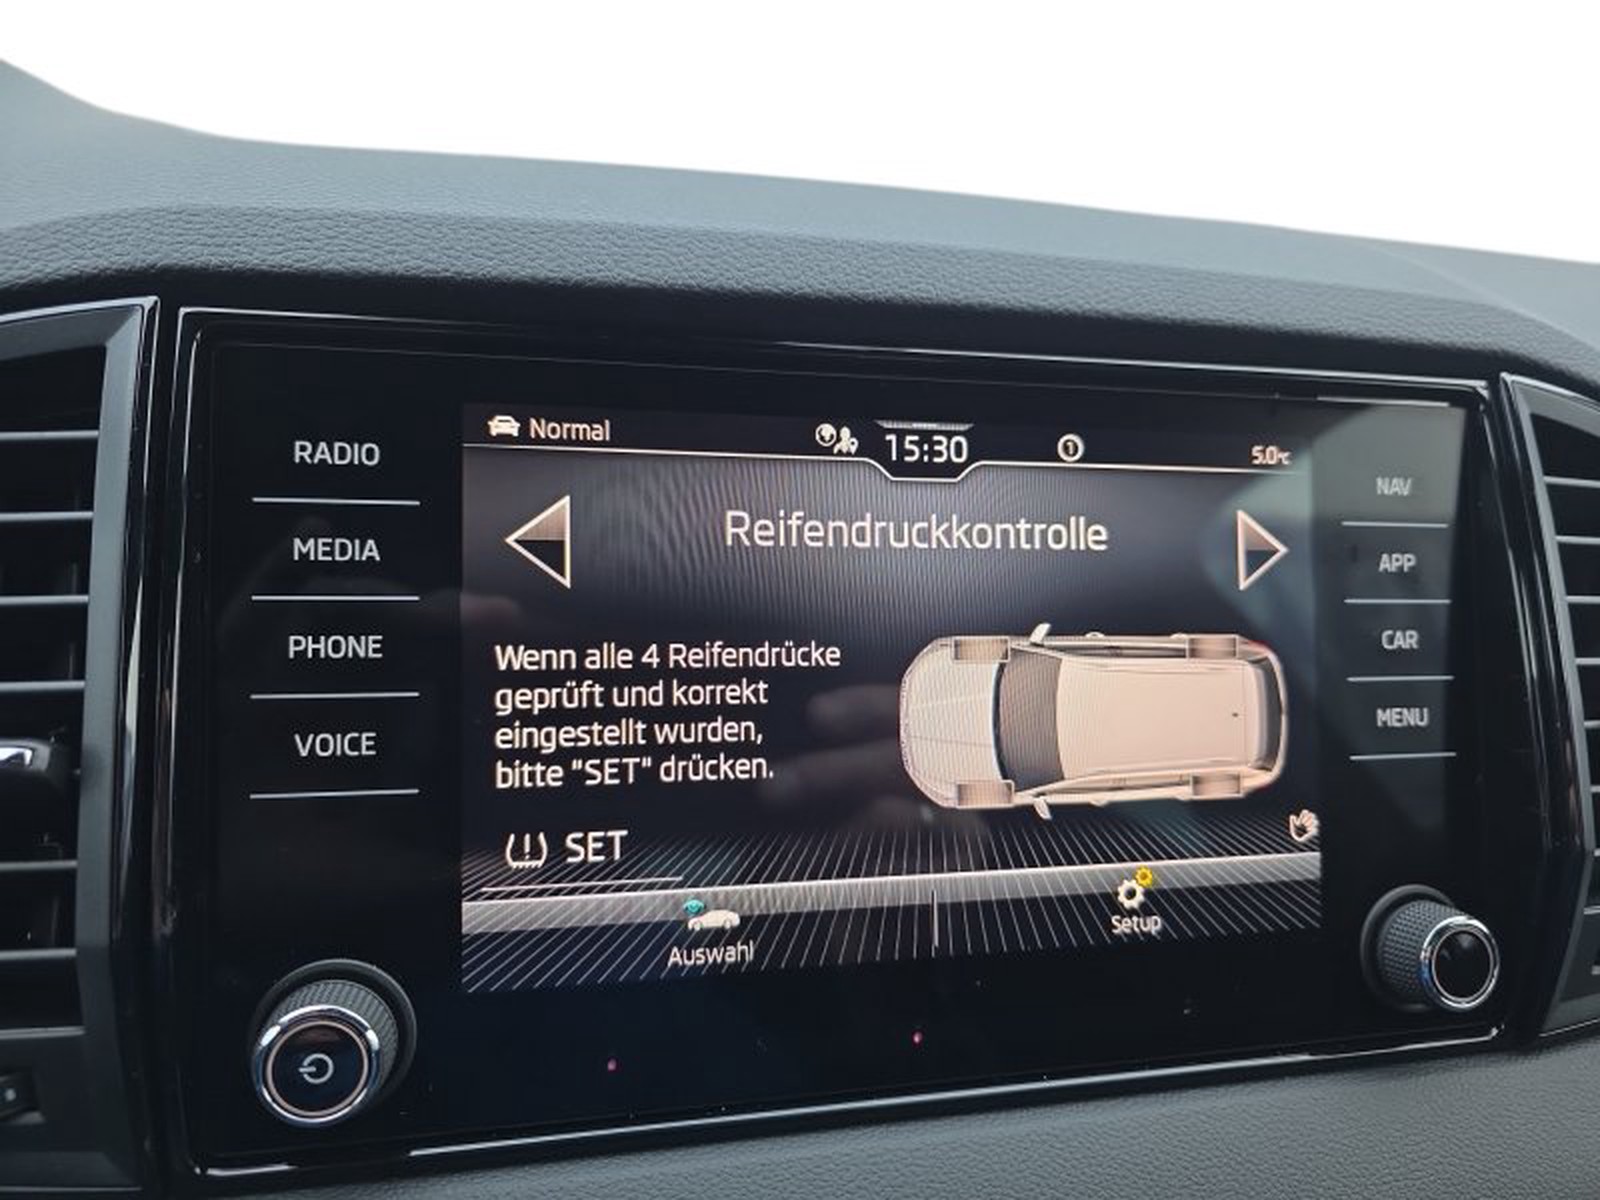 RADIO
MEDIA
PHONE
VOICE
Normal
15:30
1
5.0°C
Reifendruckkontrolle
Wenn alle 4 Reifendrücke
geprüft und korrekt
eingestellt wurden,
bitte "SET" drücken.
SET
Auswahl
Setup
NAV
APP
CAR
MENU